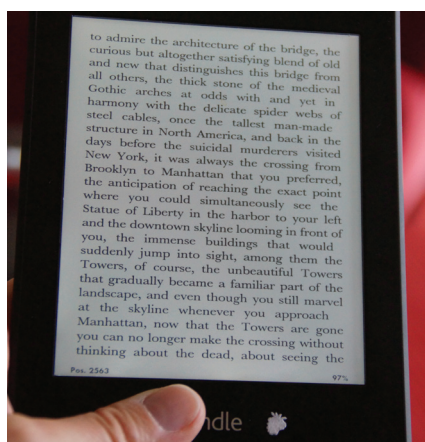 to admire the architecture of the bridge, the
curious but altogether satisfying blend of old
and new that distinguishes this bridge from
all others, the thick stone of the medieval
Gothic arches at odds with and yet in
harmony with the delicate spider webs of
steel cables, once the tallest man-made
structure in North America, and back in the
days before the suicidal murderers visited
New York, it was always the crossing from
Brooklyn to Manhattan that you preferred,
the anticipation of reaching the exact point
where you could simultaneously see the
Statue of Liberty in the harbor to your left
and the downtown skyline looming in front of
you, the immense buildings that would
suddenly jump into sight, among them the
Towers, of course, the unbeautiful Towers
that gradually became a familiar part of the
landscape, and even though you still marvel
at the skyline whenever you approach
Manhattan, now that the Towers are gone
you can no longer make the crossing without
thinking about the dead, about seeing the
Pos. 2563 97%
ndle